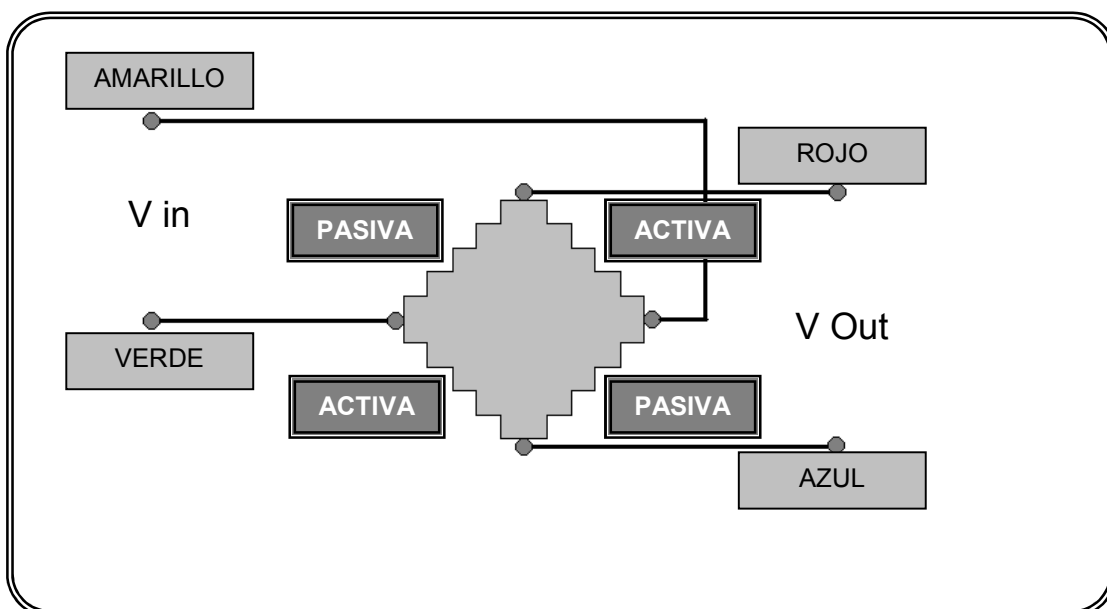 AMARILLO
ROJO
V in
PASIVA
ACTIVA
V Out
VERDE
ACTIVA
PASIVA
AZUL